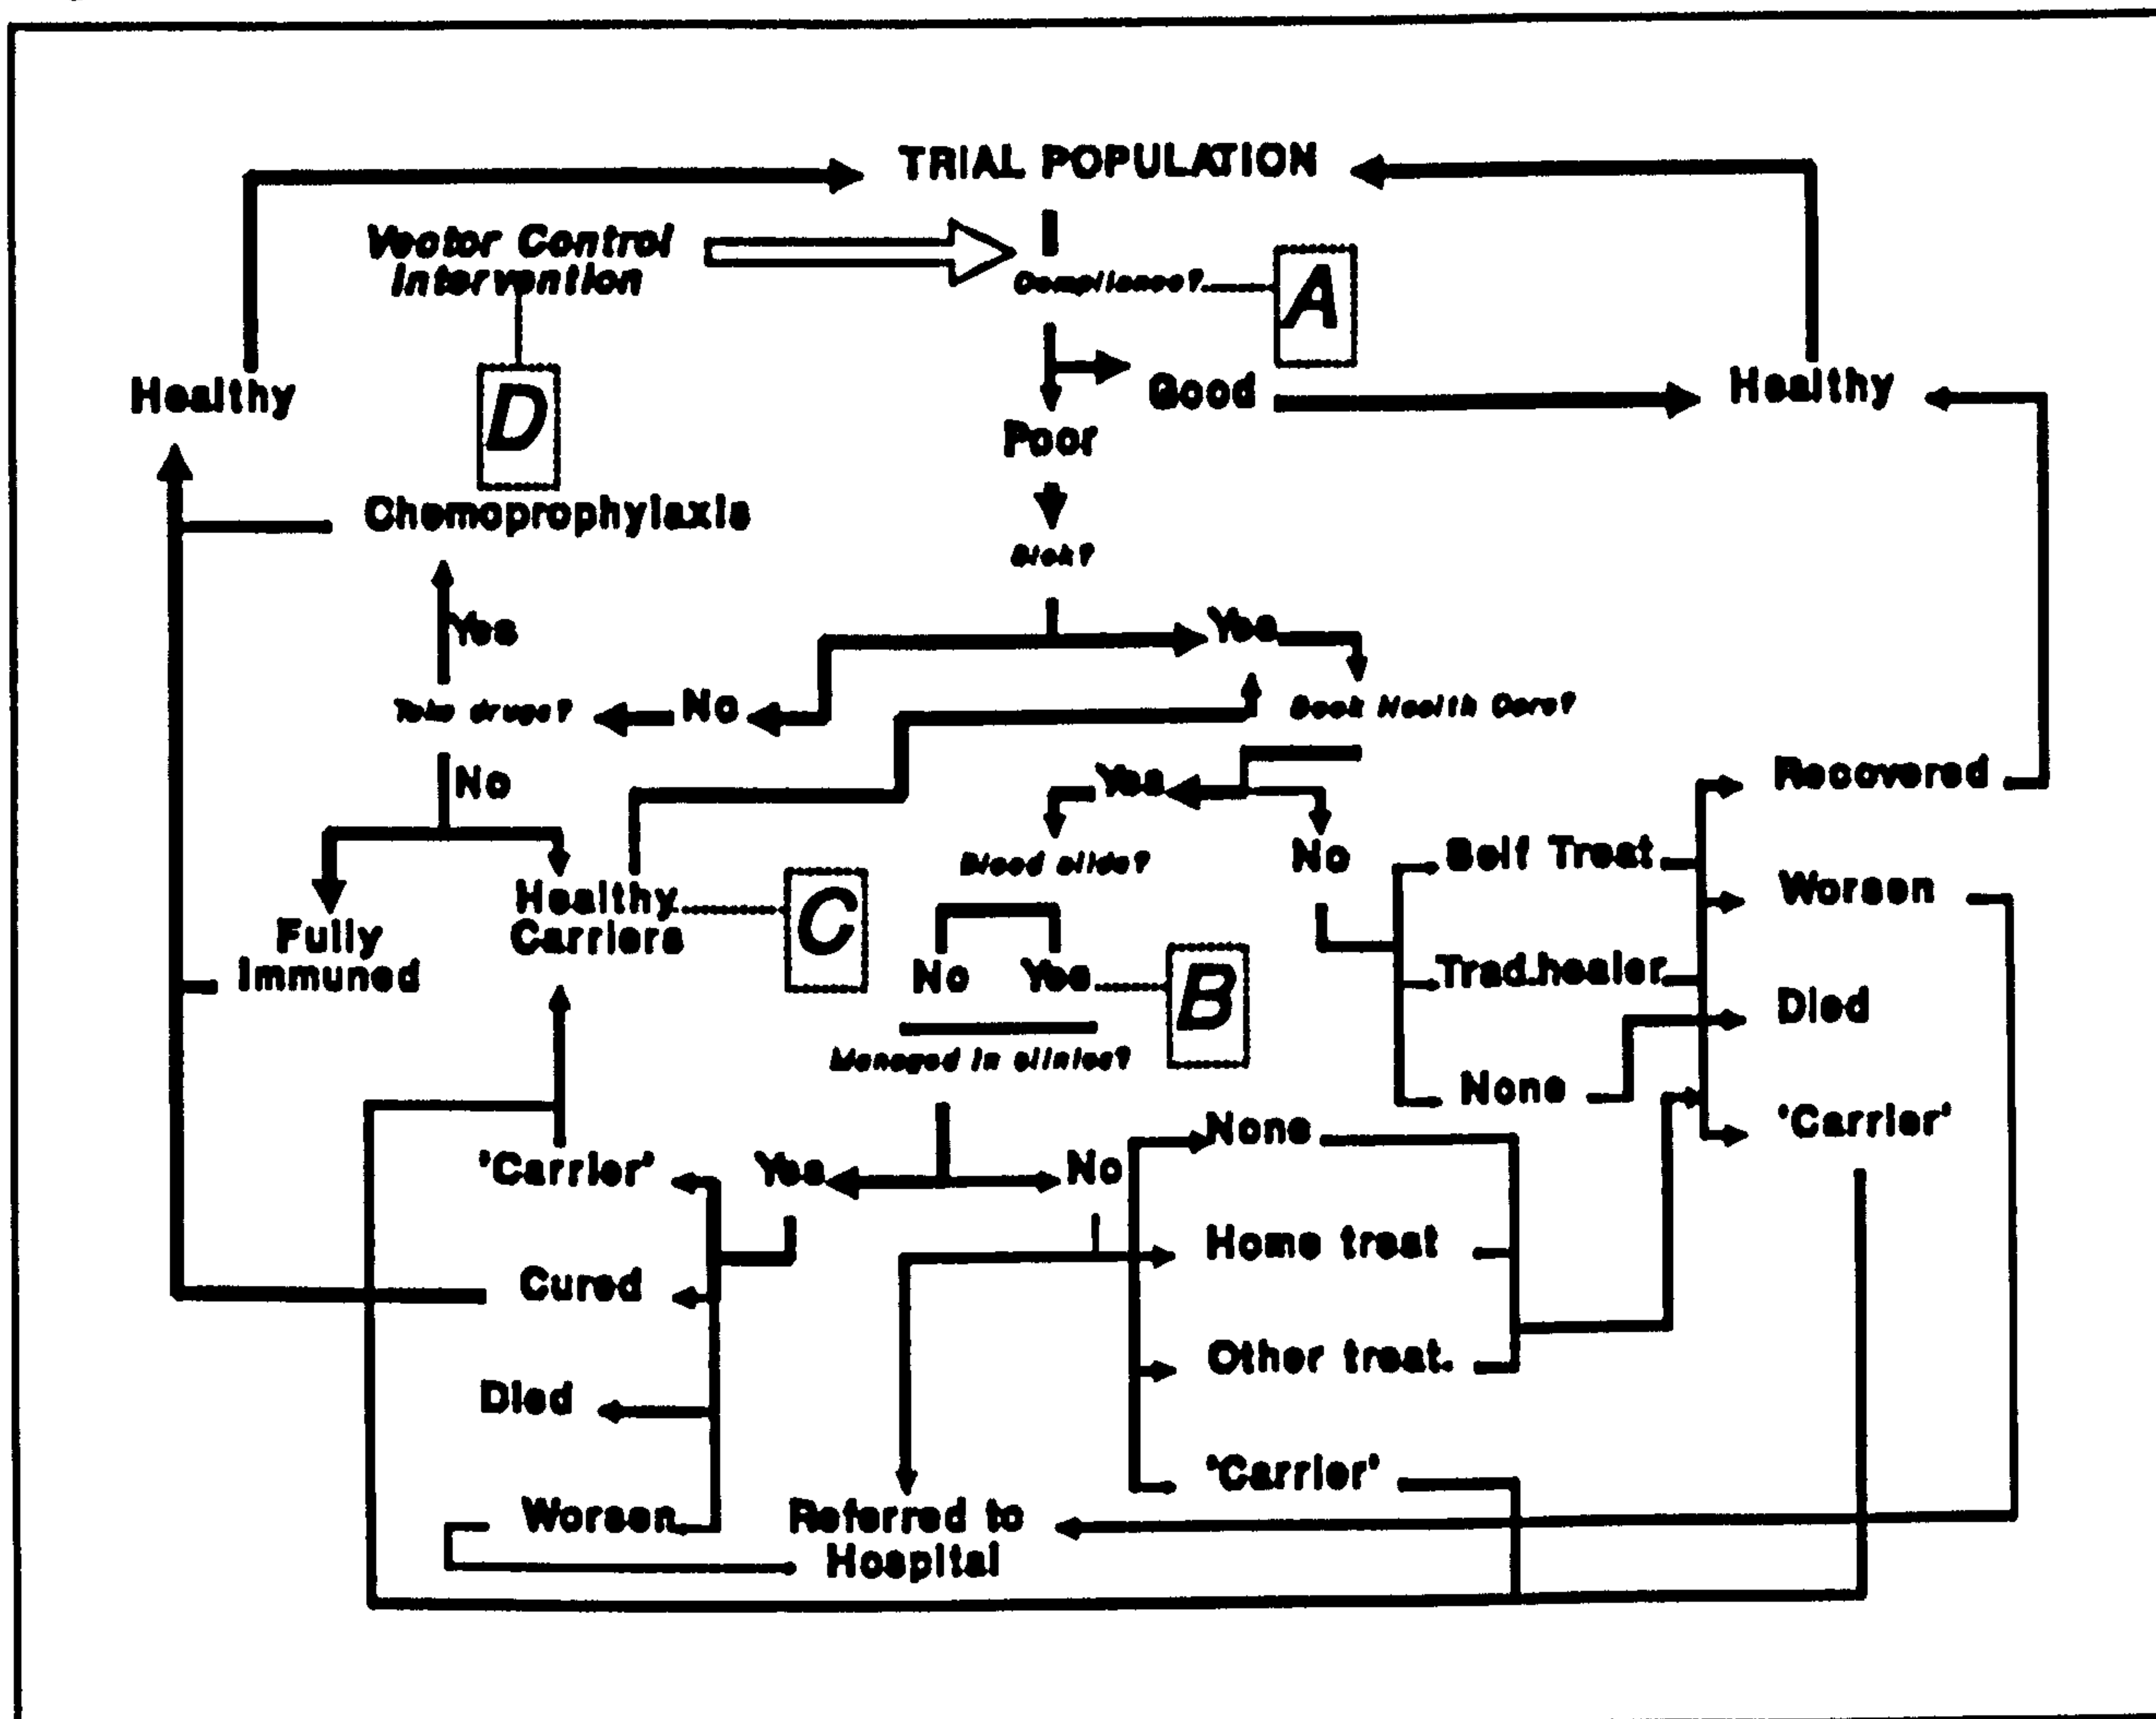 TRIAL POPULATION
Vector Control
Intervention
Compliance?
A
Healthy
D
Good
Healthy
Poor
Chemoprophylaxis
Sick?
Yes
Yes
Take drugs?
No
Seek Health Care?
No
Yes
Recovered
Blood slide?
No
Self Treat
Healthy
Carriers
C
Worsen
Fully
Immuned
No
Yes
B
Trad.healer
Died
Managed in clinics?
None
'Carrier'
None
'Carrier'
Yes
No
Home treat
Cured
Other treat.
Died
'Carrier'
Worsen
Referred to
Hospital